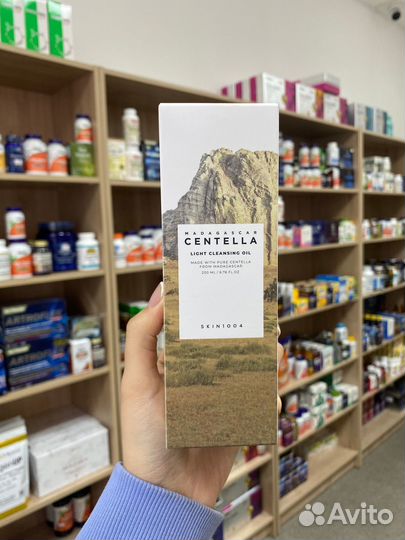 MADAGASCAR
CENTELLA
LIGHT CLEANSING OIL
MADE WITH PURE CENTELLA
FROM MADAGASCAR
200 ML / 6.76 FL.OZ
SKIN1004
Avito